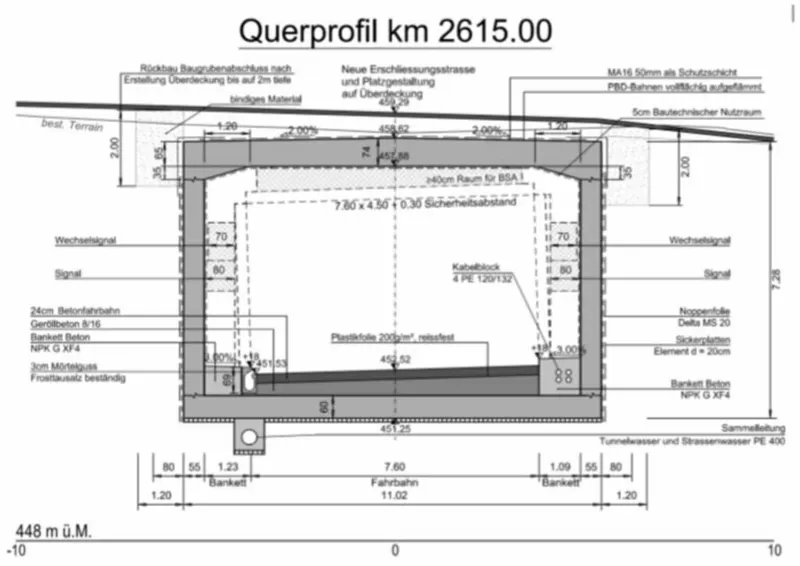 Querprofil km 2615.00
Rückbau Baugrubenabschluss nach
Erstellung Überdeckung bis auf 2m tiefe
bindiges Material
Neue Erschliessungsstrasse
und Platzgestaltung
auf Überdeckung
459.29
MA16 50mm als Schutzschicht
PBD-Bahnen vollflächig aufgeflämmt
5cm Bautechnischer Nutzraum
best. Terrain
1.20
2.00%
458.62
2.00%
1.20
2.00
65
35
74
457.88
35
2.00
≥40cm Raum für BSA !
7.60 x 4.50 + 0.30 Sicherheitsabstand
Wechselsignal
70
70
Wechselsignal
Signal
80
80
Signal
7.28
Kabelblock
4 PE 120/132
24cm Betonfahrbahn
Geröllbeton 8/16
Bankett Beton
NPK G XF4
3cm Mörtelguss
Frosttausalz beständig
Plastikfolie 200g/m², reissfest
Noppenfolie
Delta MS 20
Sickerplatten
Element d = 20cm
Bankett Beton
NPK G XF4
3.00%
+18
451.53
452.52
+18
3.00%
69
60
451.25
Sammelleitung
Tunnelwasser und Strassenwasser PE 400
80
55
1.23
7.60
1.09
55
80
Bankett
Fahrbahn
Bankett
1.20
11.02
1.20
448 m ü.M.
-10
0
10